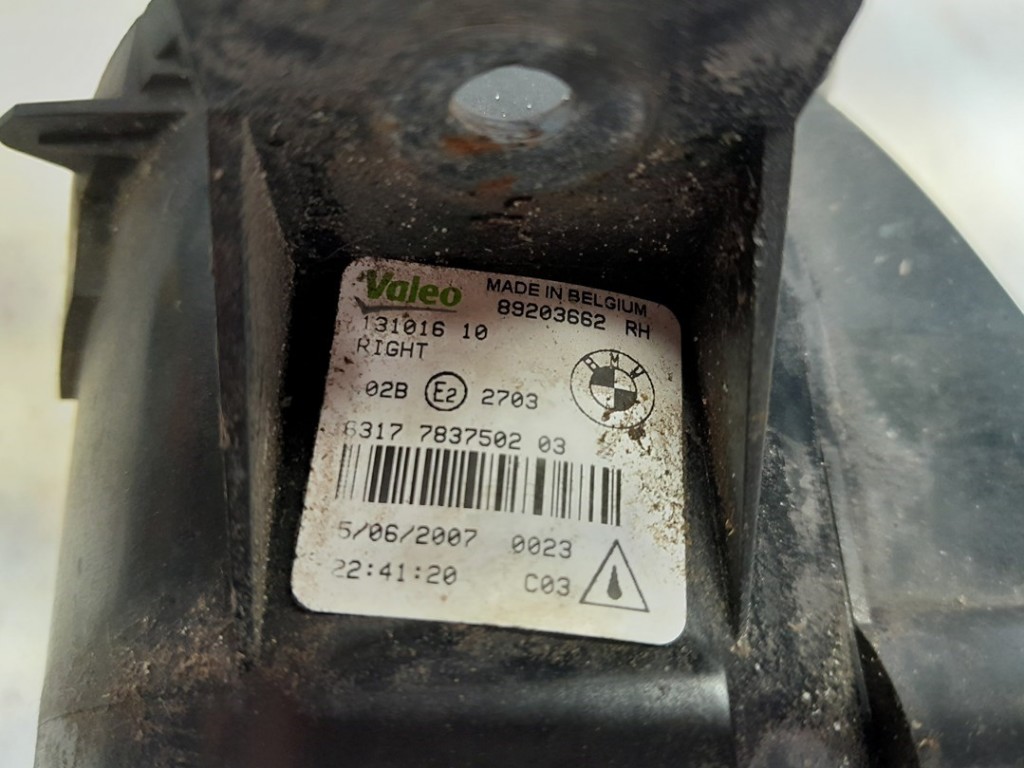 Valeo MADE IN BELGIUM
89203662 RH
131016 10
RIGHT
02B E2 2703
BMW
6317 7837502 03
5/06/2007 0023
22:41:20 C03